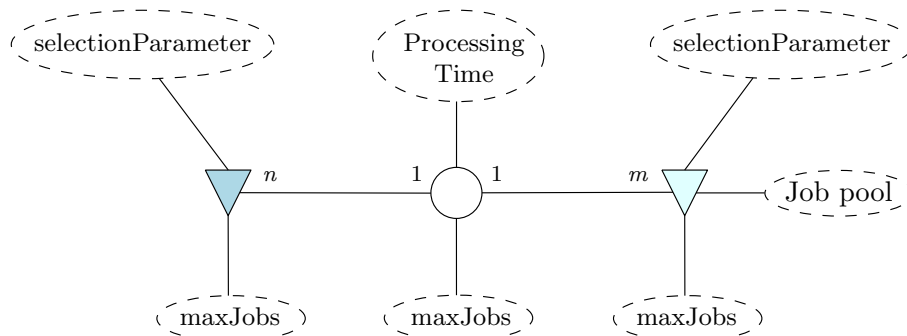 selectionParameter
Processing
Time
selectionParameter
n
1
1
m
Job pool
maxJobs
maxJobs
maxJobs